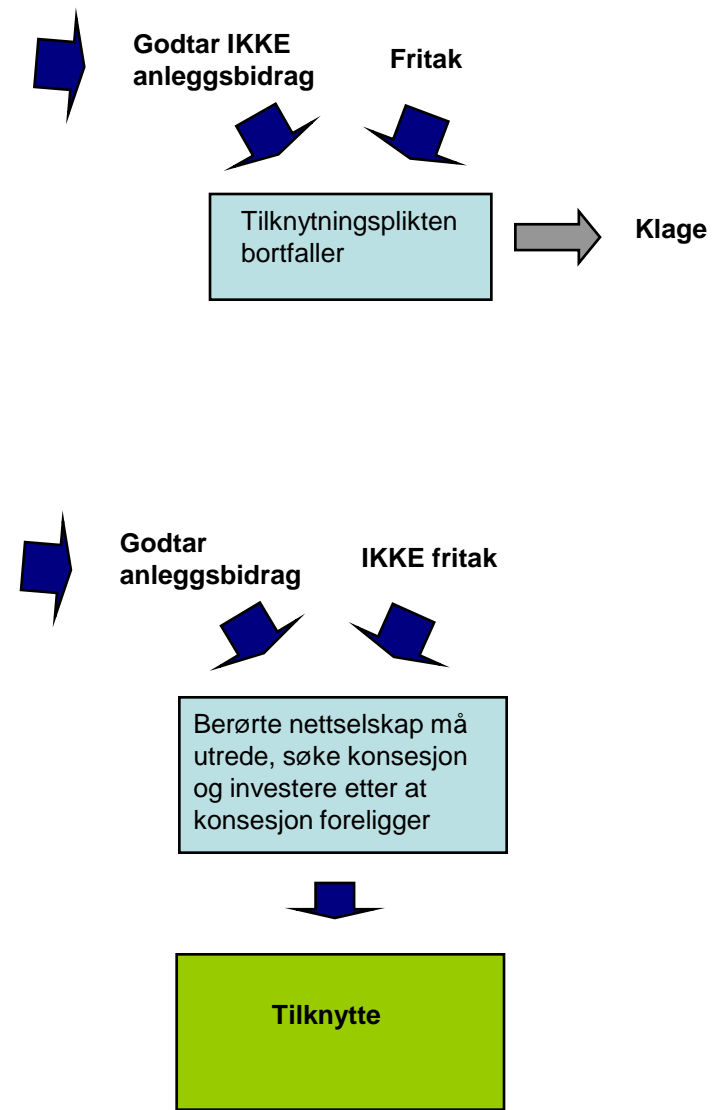 Godtar IKKE
anleggsbidrag
Fritak
Tilknytningsplikten
bortfaller
Klage
Godtar
anleggsbidrag
IKKE fritak
Berørte nettselskap må
utrede, søke konsesjon
og investere etter at
konsesjon foreligger
Tilknytte